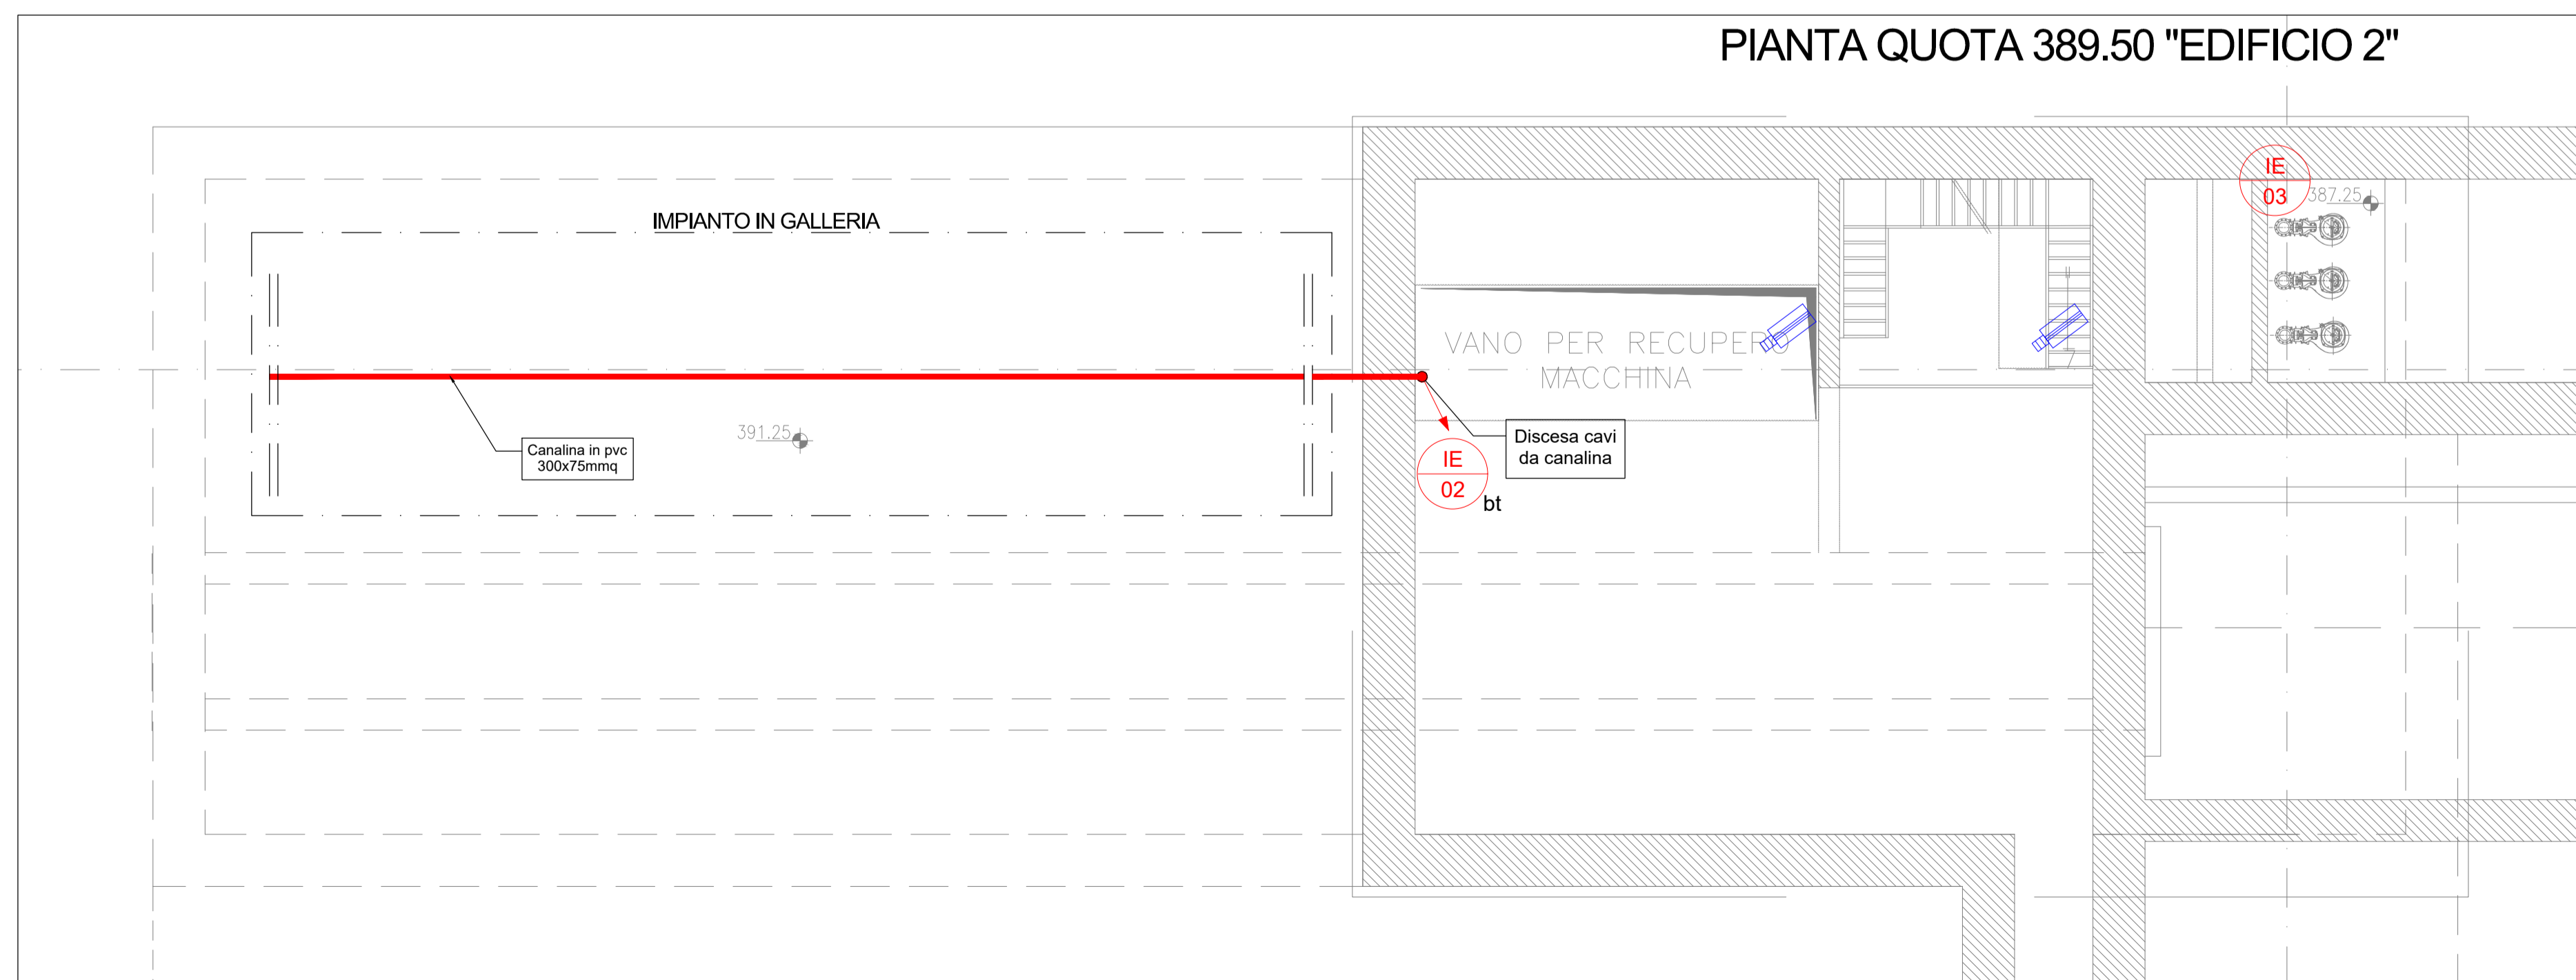 PIANTA QUOTA 389.50 "EDIFICIO 2"
IMPIANTO IN GALLERIA
IE
03
387.25
VANO PER RECUPERO
MACCHINA
391.25
Canalina in pvc
300x75mmq
Discesa cavi
da canalina
IE
02
bt